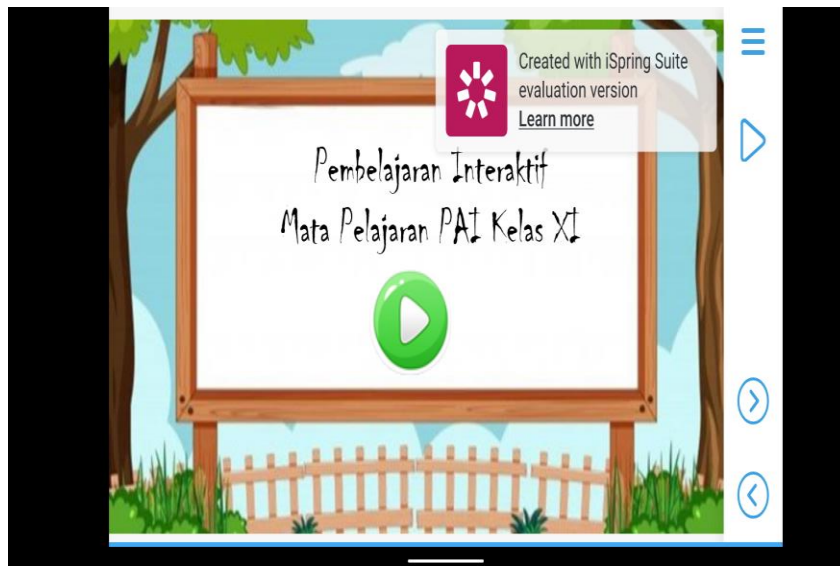 Created with iSpring Suite
evaluation version
Learn more
Pembelajaran Interaktif
Mata Pelajaran PAI Kelas XI